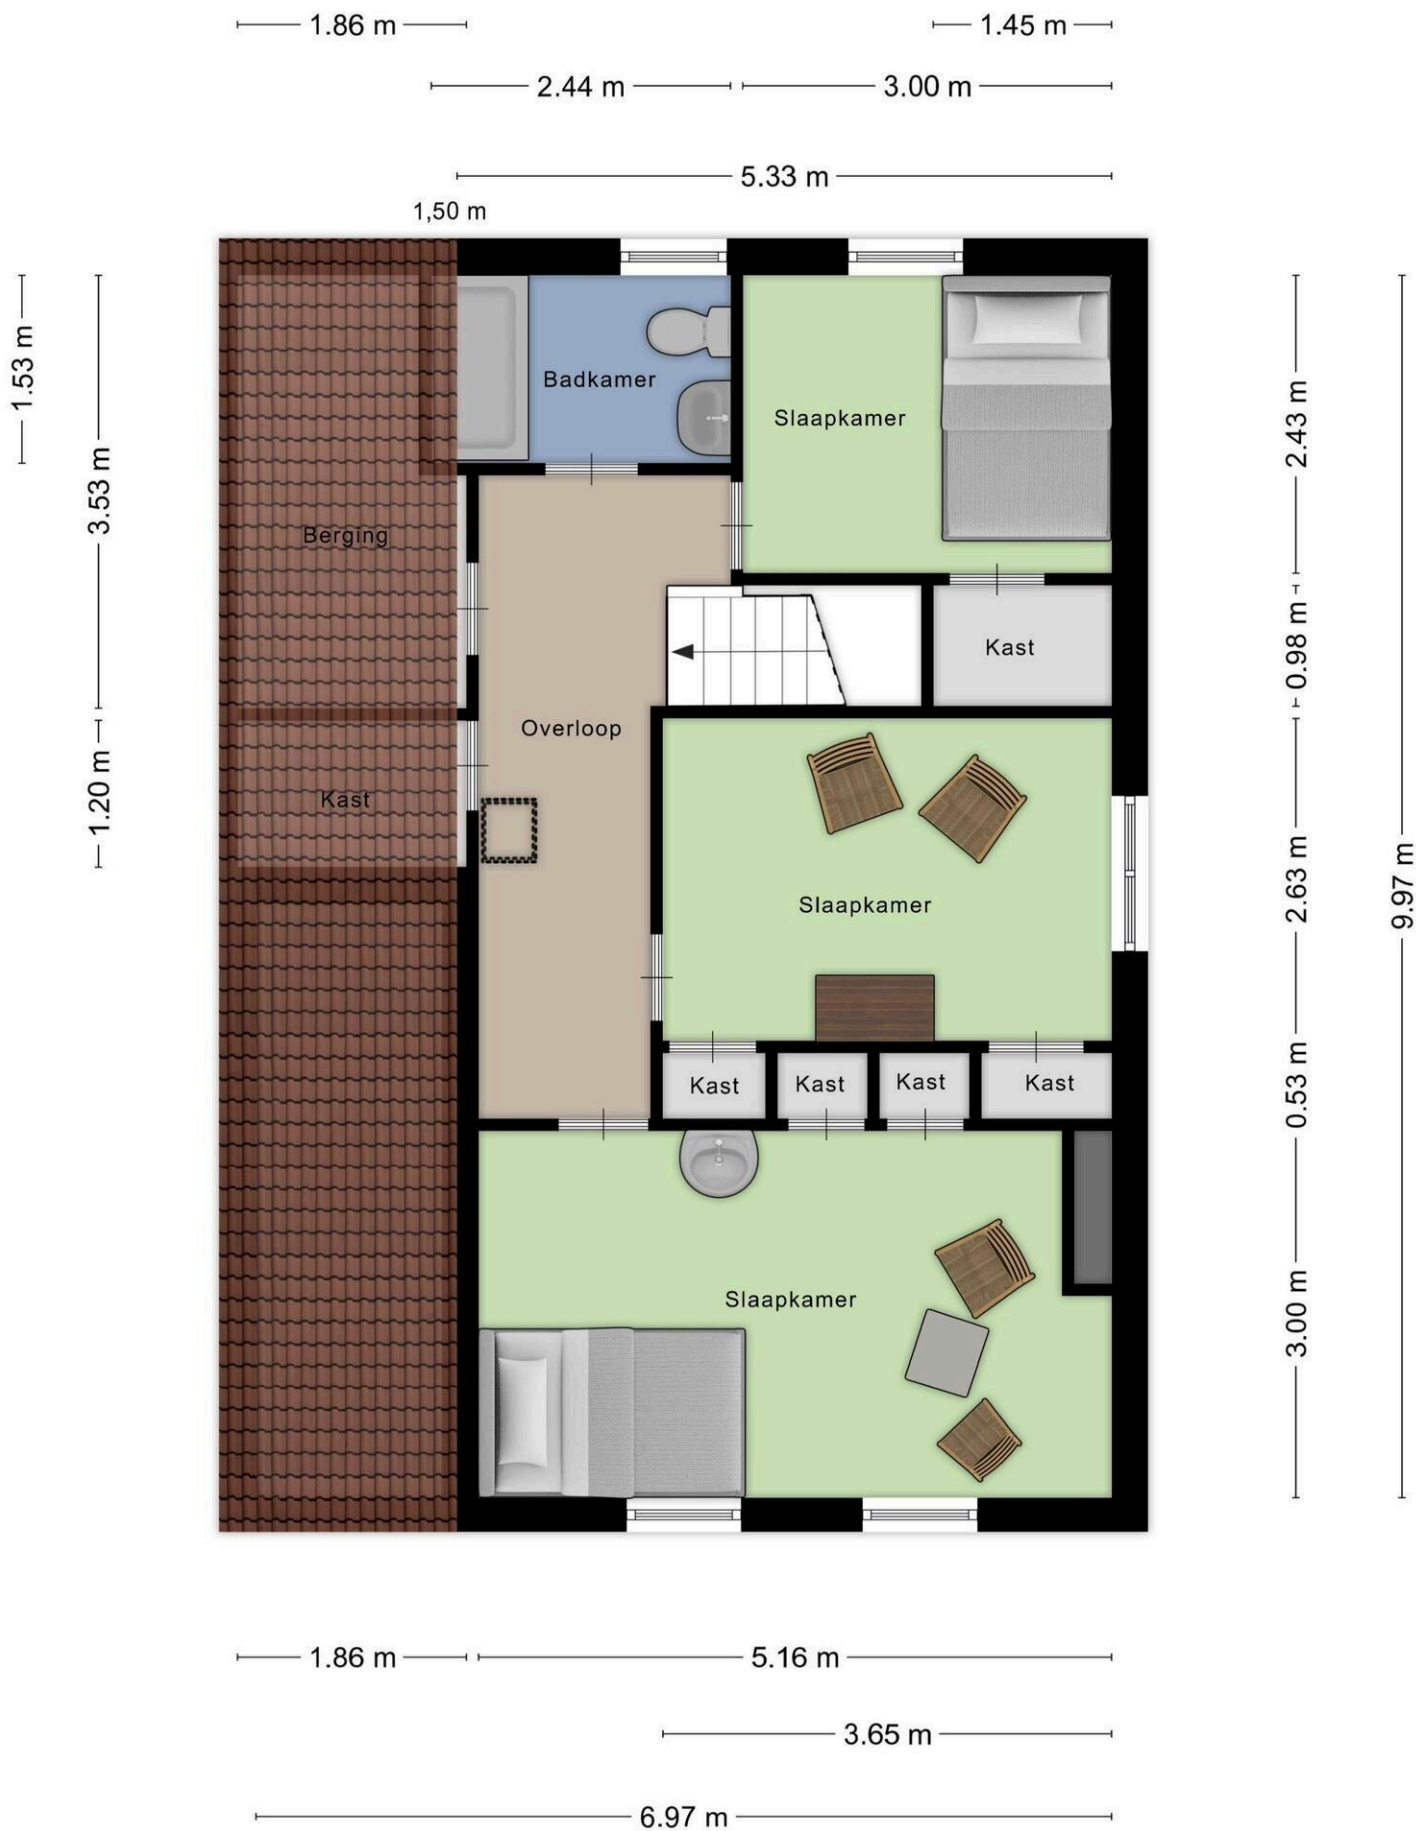 1.86 m
1.45 m
2.44 m
3.00 m
5.33 m
1,50 m
1.53 m
3.53 m
1.20 m
Badkamer
Slaapkamer
Berging
Kast
Overloop
Kast
Slaapkamer
Kast
Kast
Kast
Kast
Slaapkamer
2.43 m
0.98 m
2.63 m
0.53 m
3.00 m
9.97 m
1.86 m
5.16 m
3.65 m
6.97 m